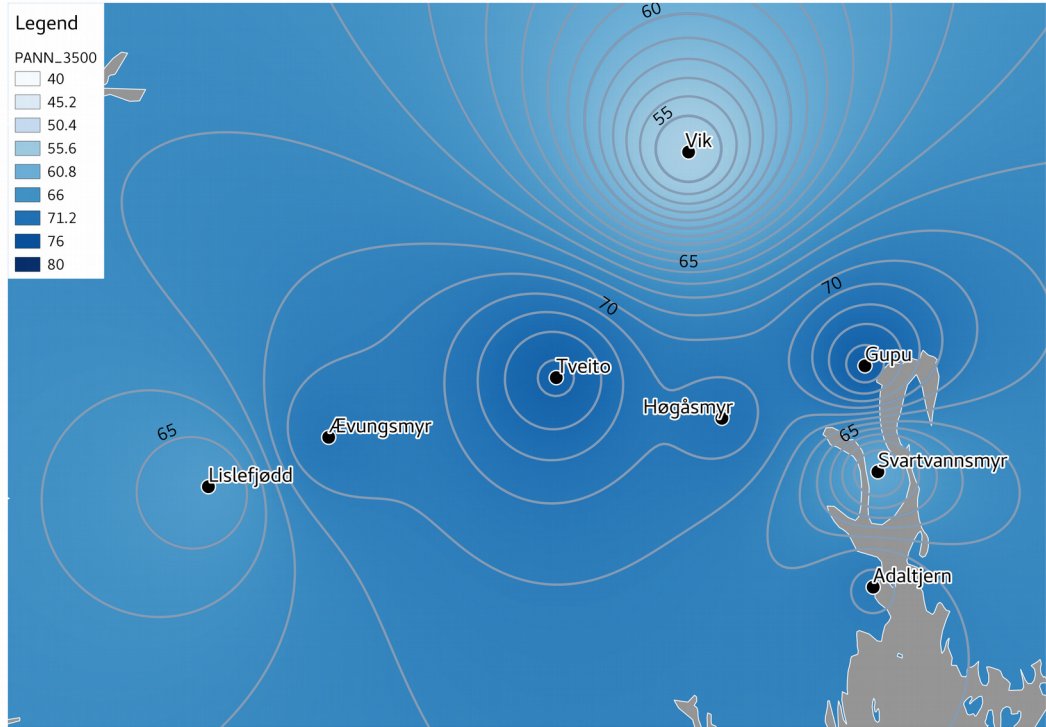 Legend
PANN_3500
40
45.2
50.4
55.6
60.8
66
71.2
76
80
60
55
Vik
65
70
70
Gupu
Tveito
Høgåsmyr
Ævungsmyr
65
65
Svartvannsmyr
Lislefjødd
Adaltjern